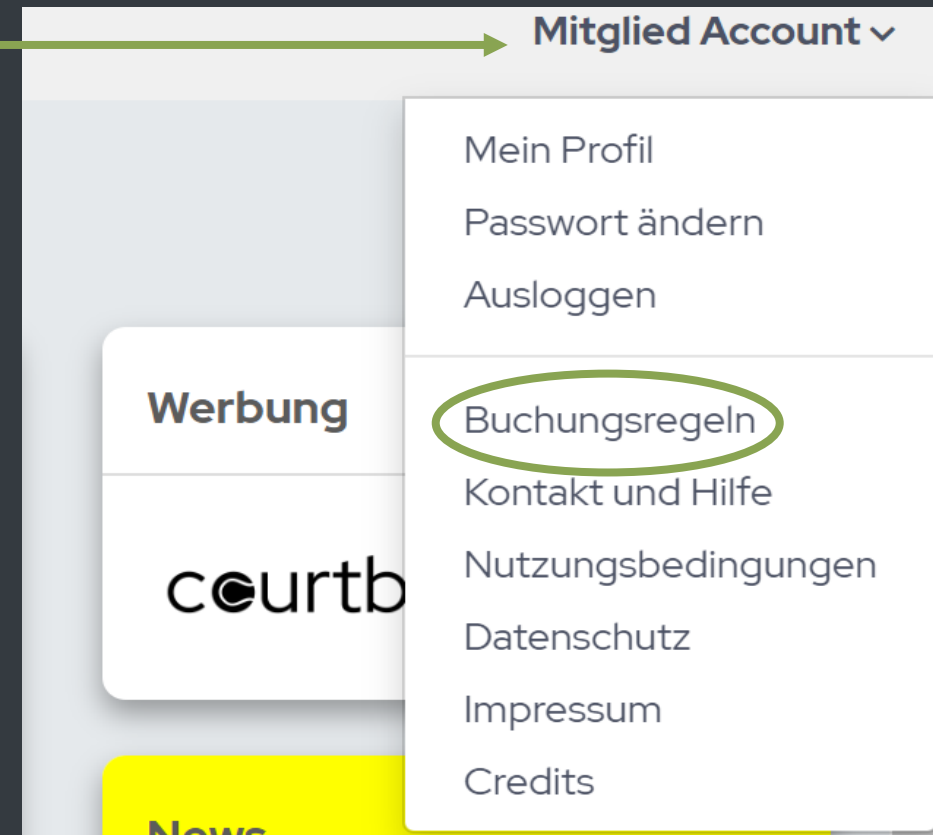 Mitglied Account
Mein Profil
Passwort ändern
Ausloggen
Buchungsregeln
Kontakt und Hilfe
Nutzungsbedingungen
Datenschutz
Impressum
Credits
Werbung
courtb
News